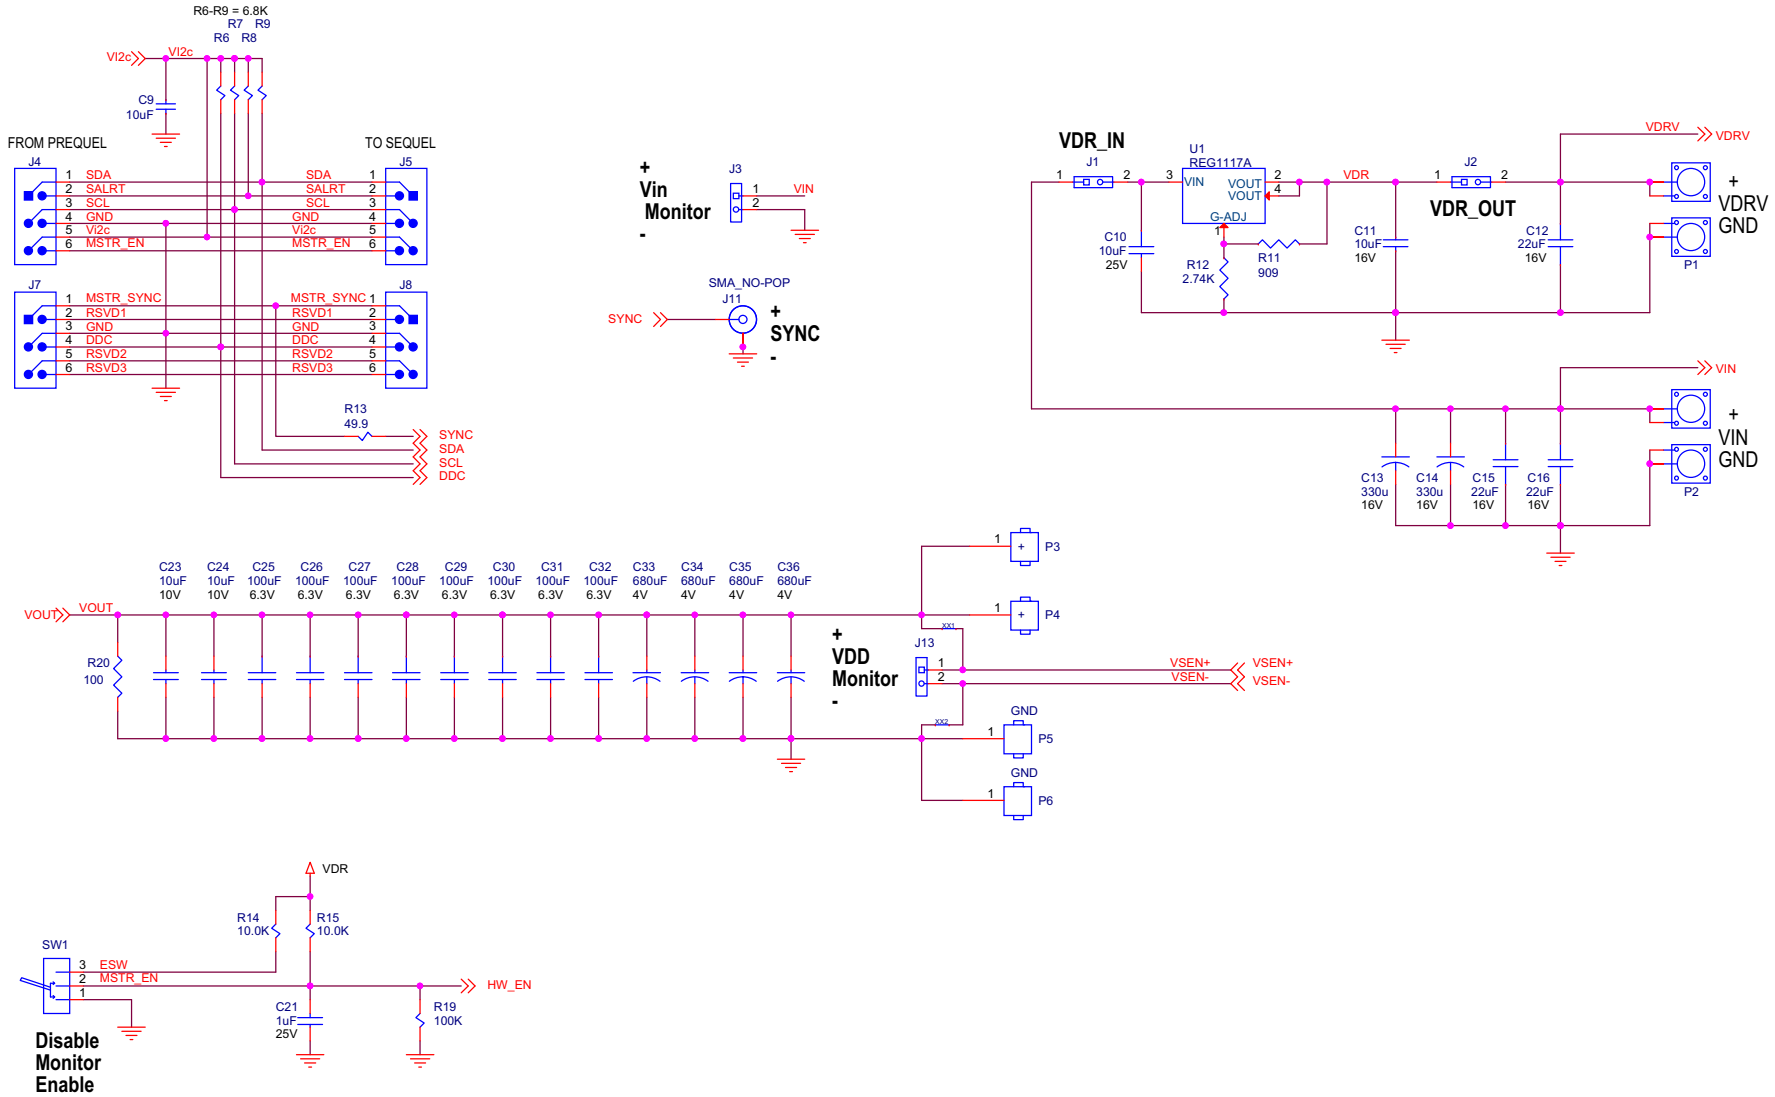 R6-R9 = 6.8K
R7 R9
R6 R8
VI2c
VI2c
C9
10uF
FROM PREQUEL
TO SEQUEL
J4
J5
1 SDA SDA 1
2 SALRT SALRT 2
3 SCL SCL 3
4 GND GND 4
5 Vi2c Vi2c 5
6 MSTR_EN MSTR_EN 6
J7
J8
1 MSTR_SYNC MSTR_SYNC 1
2 RSVD1 RSVD1 2
3 GND GND 3
4 DDC DDC 4
5 RSVD2 RSVD2 5
6 RSVD3 RSVD3 6
R13
49.9
SYNC
SDA
SCL
DDC
+
Vin
Monitor
-
J3
1 VIN
2
SMA_NO-POP
J11
SYNC
+
SYNC
-
VDR_IN
J1
1 2
U1
REG1117A
3 VIN
VOUT 2
VOUT 4
G-ADJ
1
VDR
J2
1 2
VDR_OUT
C10
10uF
25V
R12
2.74K
R11
909
C11
10uF
16V
C12
22uF
16V
VDRV
VDRV
+
VDRV
GND
P1
VIN
+
VIN
GND
P2
C13
330u
16V
C14
330u
16V
C15
22uF
16V
C16
22uF
16V
VOUT
VOUT
R20
100
C23
10uF
10V
C24
10uF
10V
C25
100uF
6.3V
C26
100uF
6.3V
C27
100uF
6.3V
C28
100uF
6.3V
C29
100uF
6.3V
C30
100uF
6.3V
C31
100uF
6.3V
C32
100uF
6.3V
C33
680uF
4V
C34
680uF
4V
C35
680uF
4V
C36
680uF
4V
1 + P3
1 + P4
XX1
+
VDD
Monitor
-
J13
1
2
VSEN+ VSEN+
VSEN- VSEN-
XX2
GND
1 P5
GND
1 P6
VDR
R14
10.0K
R15
10.0K
SW1
3 ESW
2 MSTR_EN
1
HW_EN
C21
1uF
25V
R19
100K
Disable
Monitor
Enable